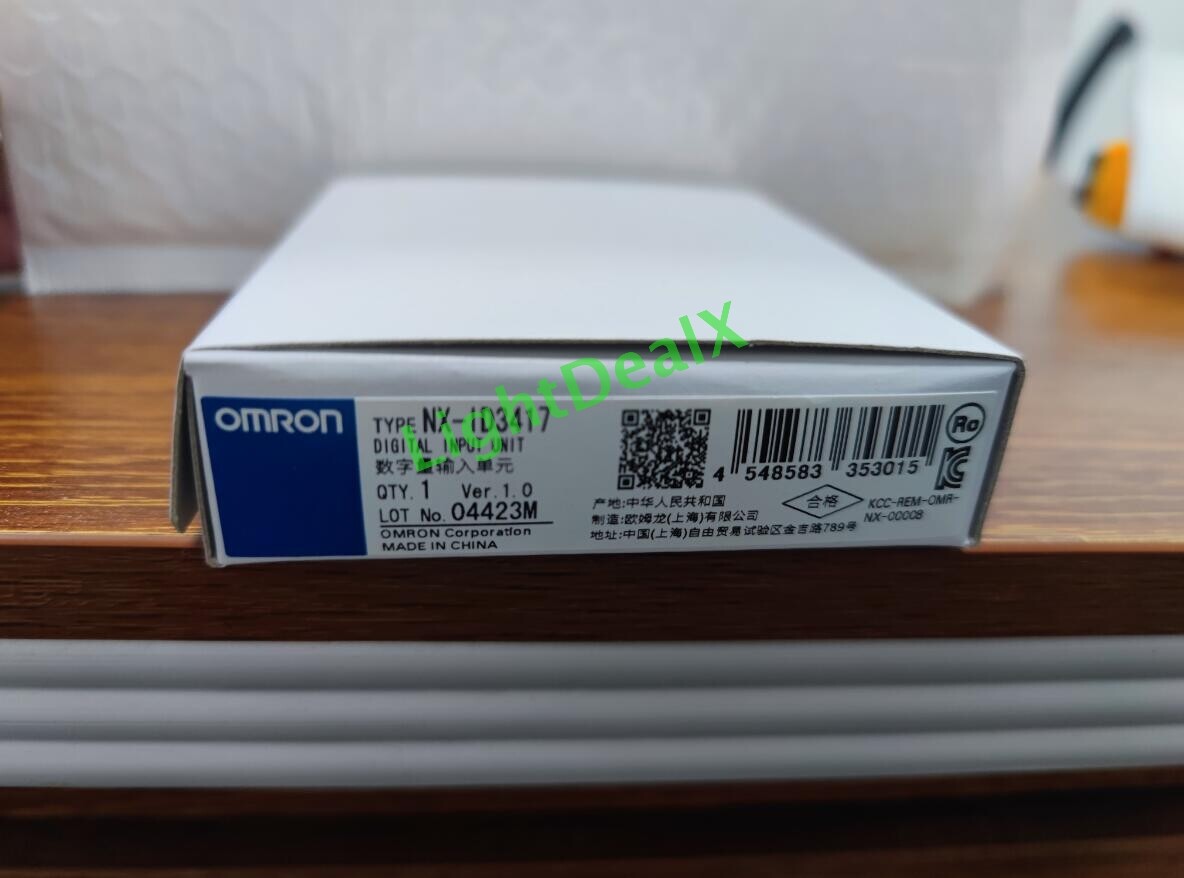 OMRON
TYPE NX-ID3417
DIGITAL INPUT UNIT
数字量输入单元
QTY. 1 Ver.1.0
LOT No. 04423M
OMRON Corporation
MADE IN CHINA
4 548583 353015
产地:中华人民共和国
制造:欧姆龙(上海)有限公司
地址:中国(上海)自由贸易试验区金吉路789号
合格
KCC-REM-OMR-
NX-00008
LightDealX